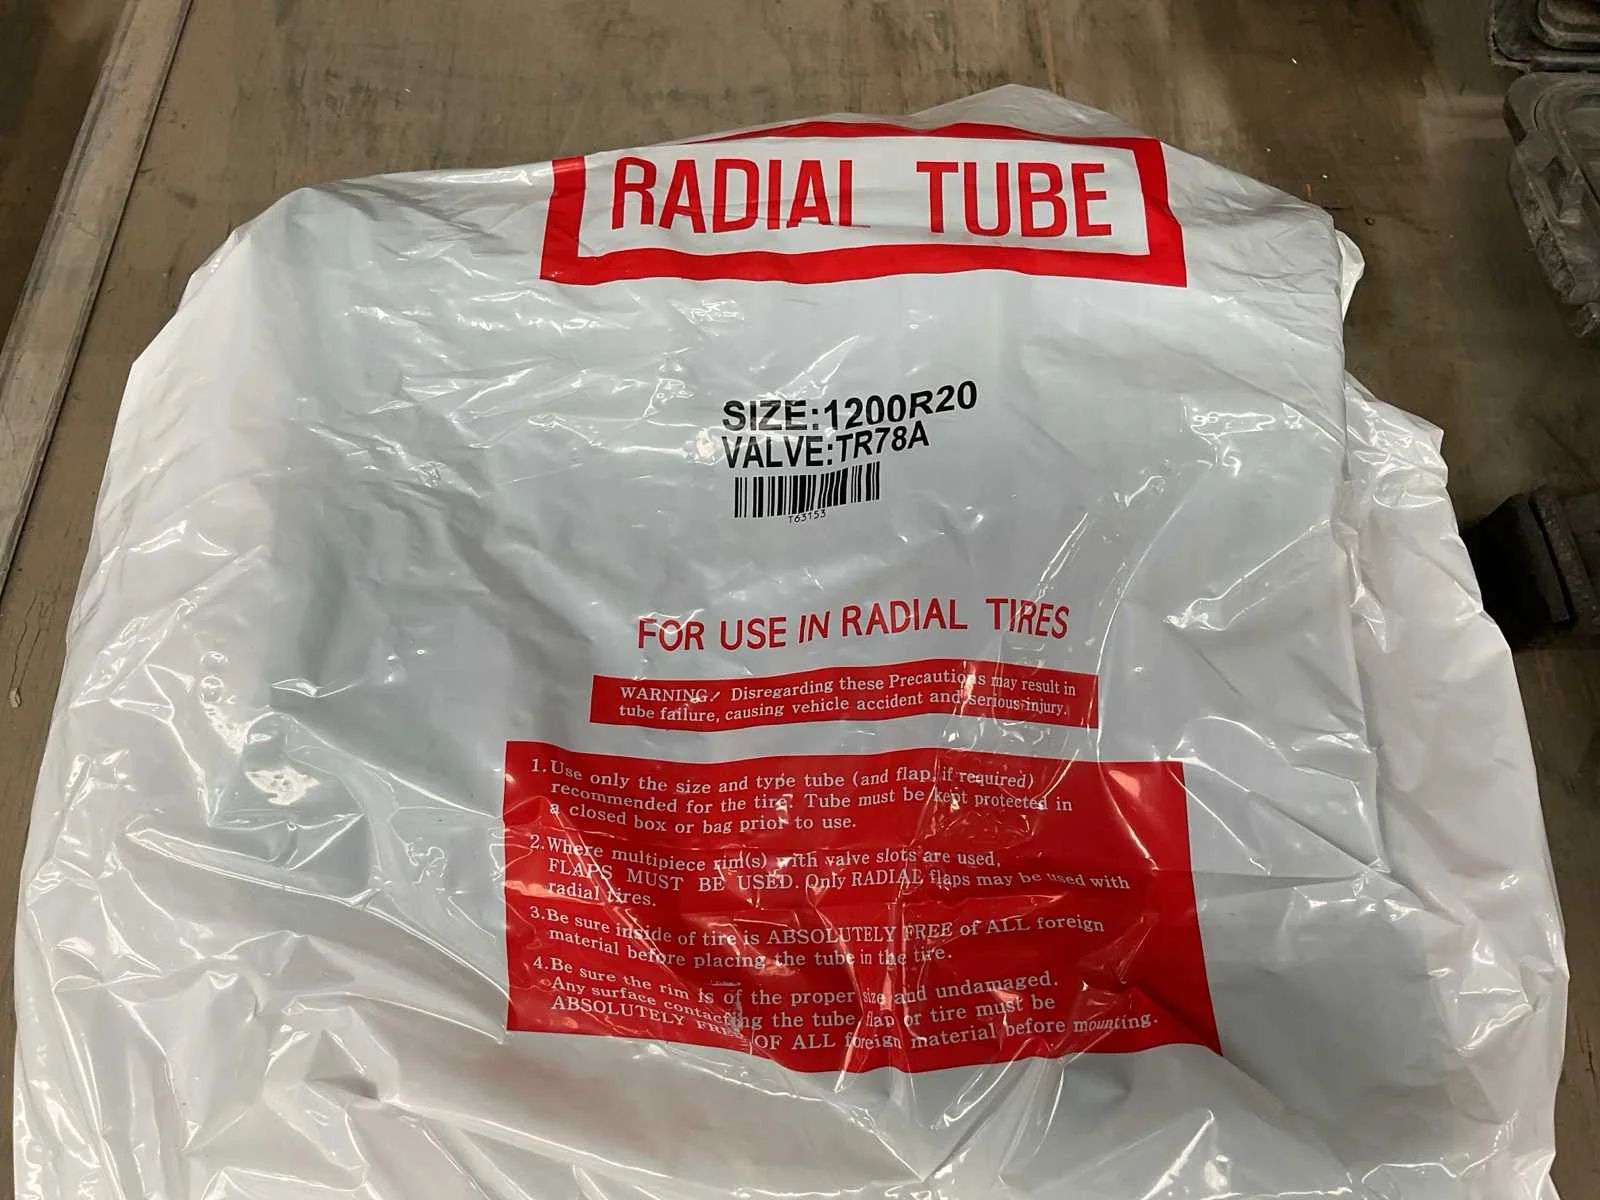 RADIAL TUBE
SIZE:1200R20
VALVE:TR78A
T63153
FOR USE IN RADIAL TIRES
WARNING! Disregarding these Precautions may result in
tube failure, causing vehicle accident and serious injury.
1.Use only the size and type tube (and flap, if required)
recommended for the tire. Tube must be kept protected in
a closed box or bag prior to use.
2.Where multipiece rim(s) with valve slots are used,
FLAPS MUST BE USED. Only RADIAL flaps may be used with
radial tires.
3.Be sure inside of tire is ABSOLUTELY FREE of ALL foreign
material before placing the tube in the tire.
4.Be sure the rim is of the proper size and undamaged.
Any surface contacting the tube flap or tire must be
ABSOLUTELY FREE OF ALL foreign material before mounting.